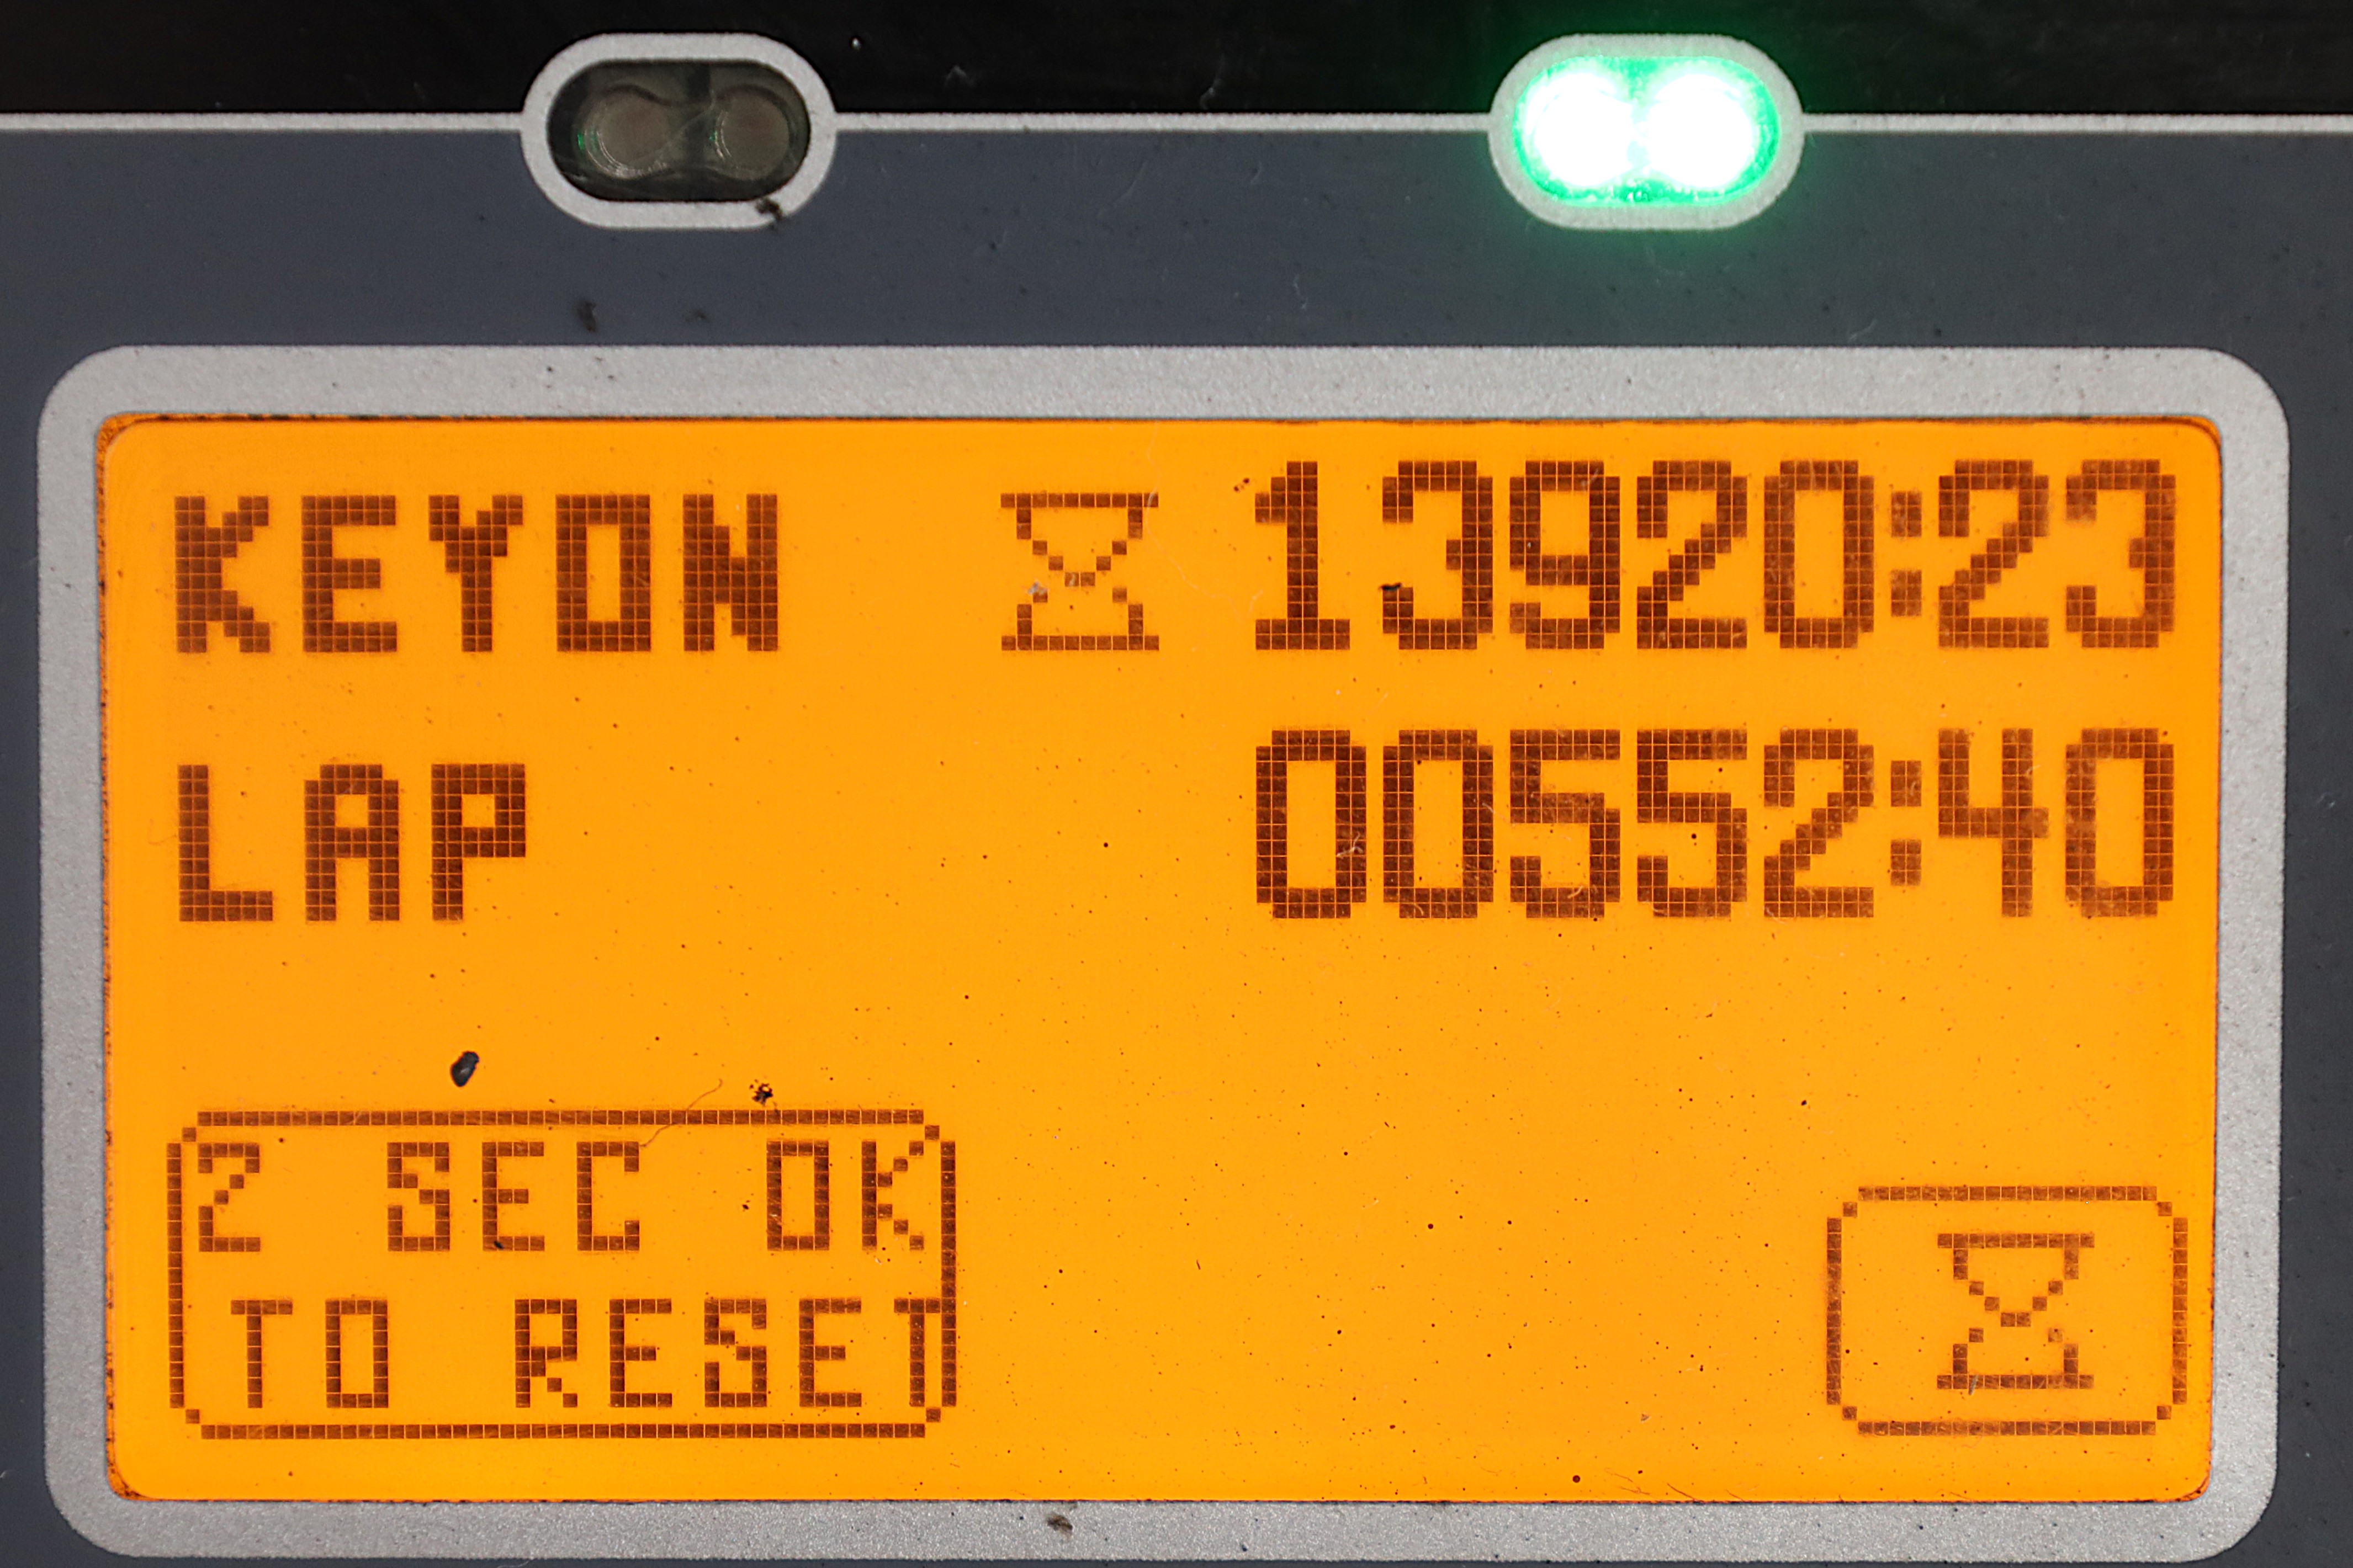 KEYON 13920:23
LAP 00552:40
2 SEC OK
TO RESET